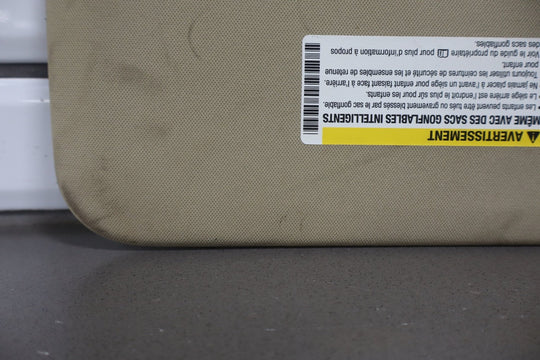 ⚠ AVERTISSEMENT
MÊME AVEC DES SACS GONFLABLES INTELLIGENTS
• Les enfants peuvent être tués ou gravement blessés par le sac gonflable.
• Le siège arrière est l'endroit le plus sûr pour les enfants.
Ne jamais placer à l'avant un siège pour enfant faisant face à l'arrière.
Toujours utiliser les ceintures de sécurité et les ensembles de retenue
pour enfant.
Voir le guide du propriétaire pour plus d'information à propos
des sacs gonflables.